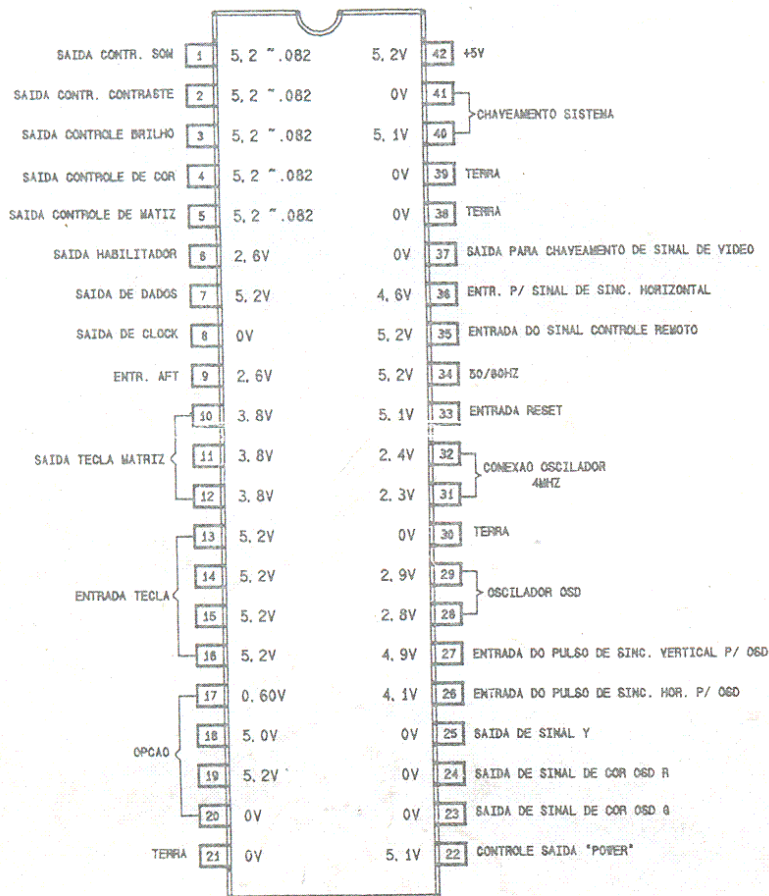 SAIDA CONTR. SOM 1 5,2 ~.082 5,2V 42 +5V
SAIDA CONTR. CONTRASTE 2 5,2 ~.082 0V 41
CHAVEAMENTO SISTEMA
SAIDA CONTROLE BRILHO 3 5,2 ~.082 5,1V 40
SAIDA CONTROLE DE COR 4 5,2 ~.082 0V 39 TERRA
SAIDA CONTROLE DE MATIZ 5 5,2 ~.082 0V 38 TERRA
SAIDA HABILITADOR 6 2,6V 0V 37 SAIDA PARA CHAVEAMENTO DE SINAL DE VIDEO
SAIDA DE DADOS 7 5,2V 4,6V 36 ENTR. P/ SINAL DE SINC. HORIZONTAL
SAIDA DE CLOCK 8 0V 5,2V 35 ENTRADA DO SINAL CONTROLE REMOTO
ENTR. AFT 9 2,6V 5,2V 34 50/60HZ
10 3,8V 5,1V 33 ENTRADA RESET
SAIDA TECLA MATRIZ 11 3,8V 2,4V 32
CONEXAO OSCILADOR
4MHZ
12 3,8V 2,3V 31
13 5,2V 0V 30 TERRA
14 5,2V 2,9V 29
ENTRADA TECLA
OSCILADOR OSD
15 5,2V 2,8V 28
16 5,2V 4,9V 27 ENTRADA DO PULSO DE SINC. VERTICAL P/ OSD
17 0,60V 4,1V 26 ENTRADA DO PULSO DE SINC. HOR. P/ OSD
18 5,0V 0V 25 SAIDA DE SINAL Y
OPCAO
19 5,2V 0V 24 SAIDA DE SINAL DE COR OSD R
20 0V 0V 23 SAIDA DE SINAL DE COR OSD G
TERRA 21 0V 5,1V 22 CONTROLE SAIDA "POWER"